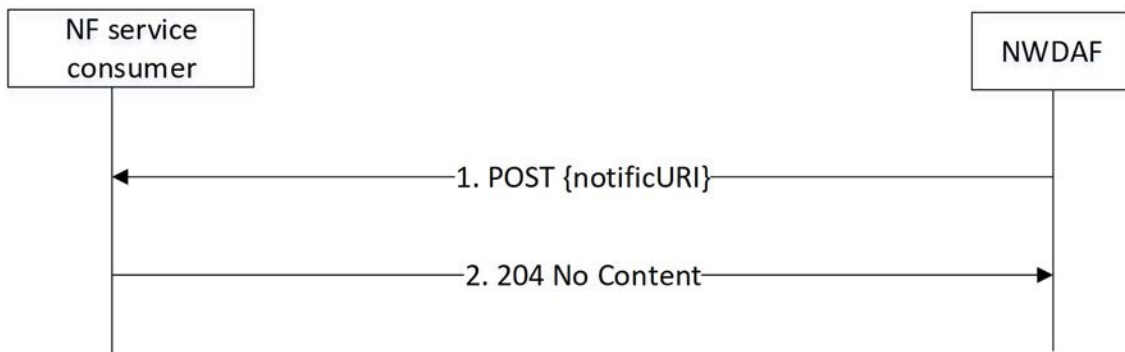 NF service
consumer
NWDAF
1. POST {notificURI}
2. 204 No Content